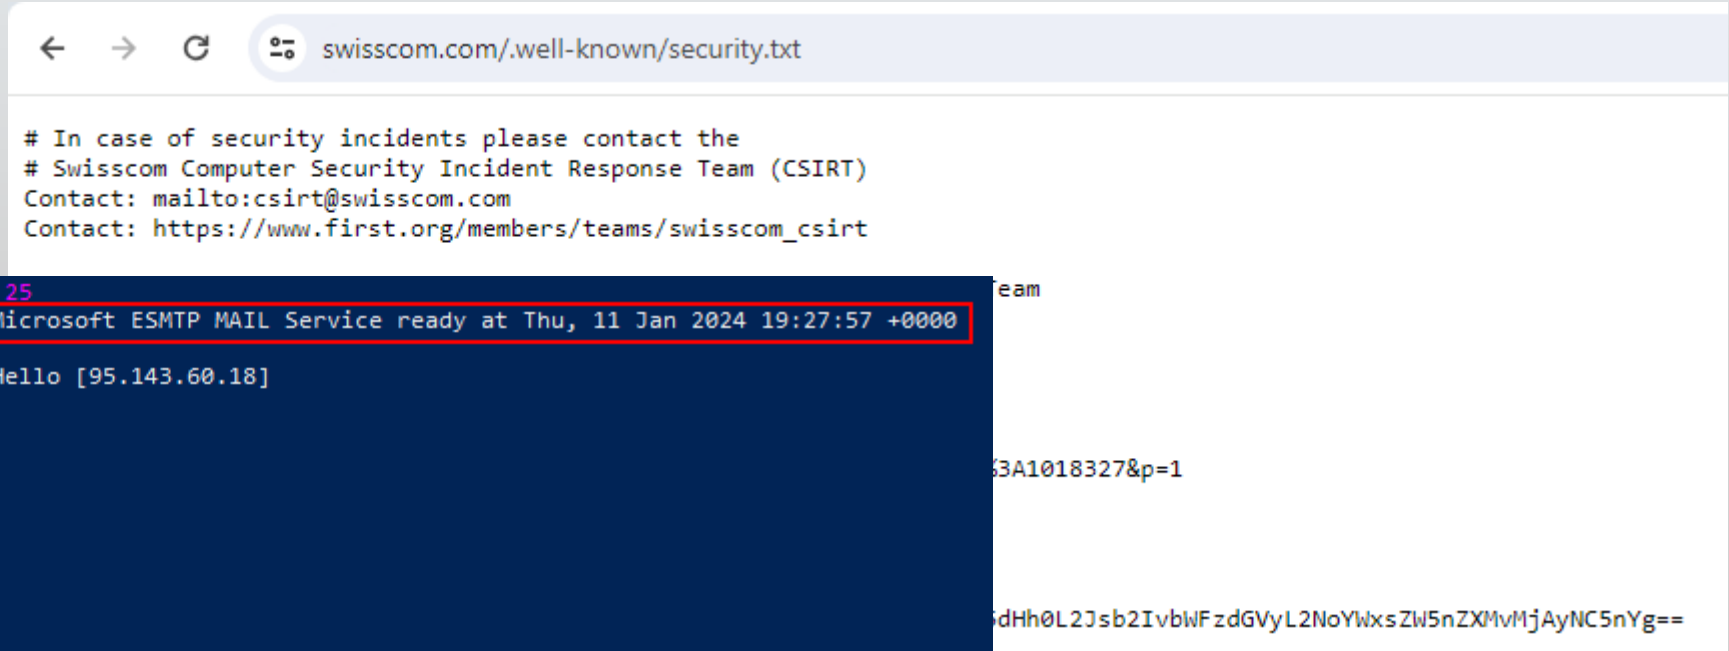 swisscom.com/.well-known/security.txt
# In case of security incidents please contact the
# Swisscom Computer Security Incident Response Team (CSIRT)
Contact: mailto:csirt@swisscom.com
Contact: https://www.first.org/members/teams/swisscom_csirt
eam
25
Microsoft ESMTP MAIL Service ready at Thu, 11 Jan 2024 19:27:57 +0000
Hello [95.143.60.18]
%3A1018327&p=1
dHh0L2Jsb2IvbWFzdGVyL2NoYWxsZW5nZXMvMjAyNC5nYg==